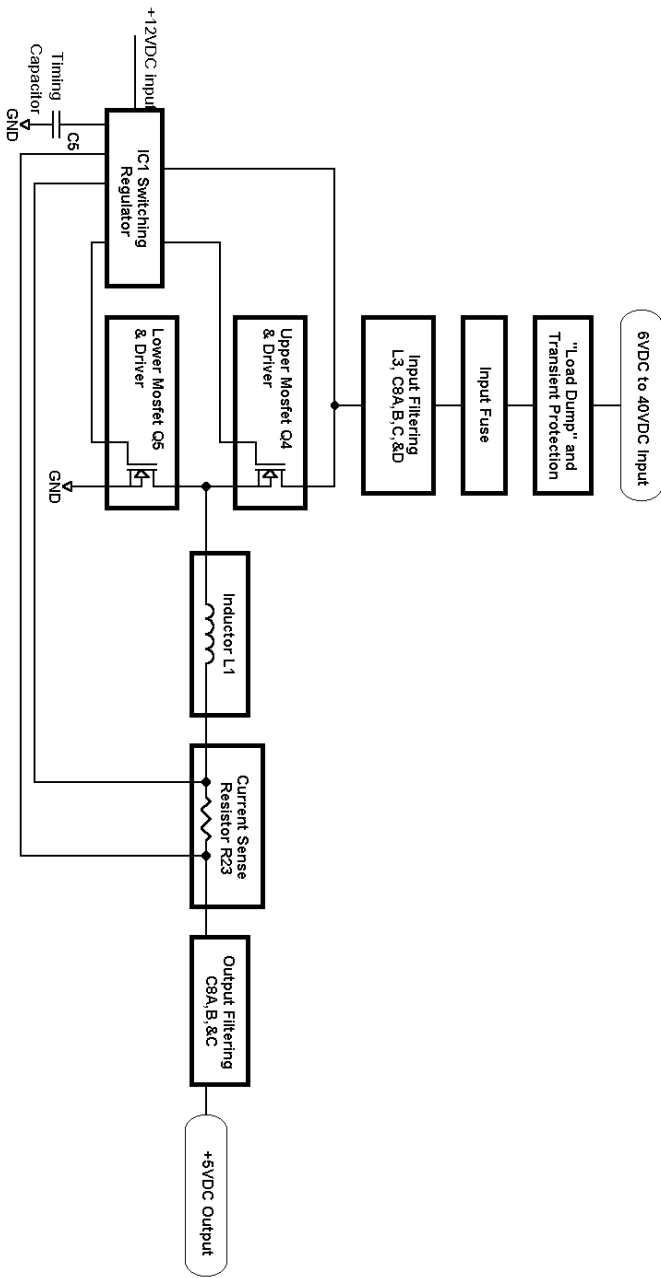 6VDC to 40VDC Input
"Load Dump" and
Transient Protection
Input Fuse
Input Filtering
L3, C8A,B,C,&D
Upper Mosfet Q4
& Driver
Lower Mosfet Q5
& Driver
GND
+12VDC input
IC1 Switching
Regulator
C5
Timing
Capacitor
GND
Inductor L1
Current Sense
Resistor R23
Output Filtering
C8A,B,&C
+5VDC Output